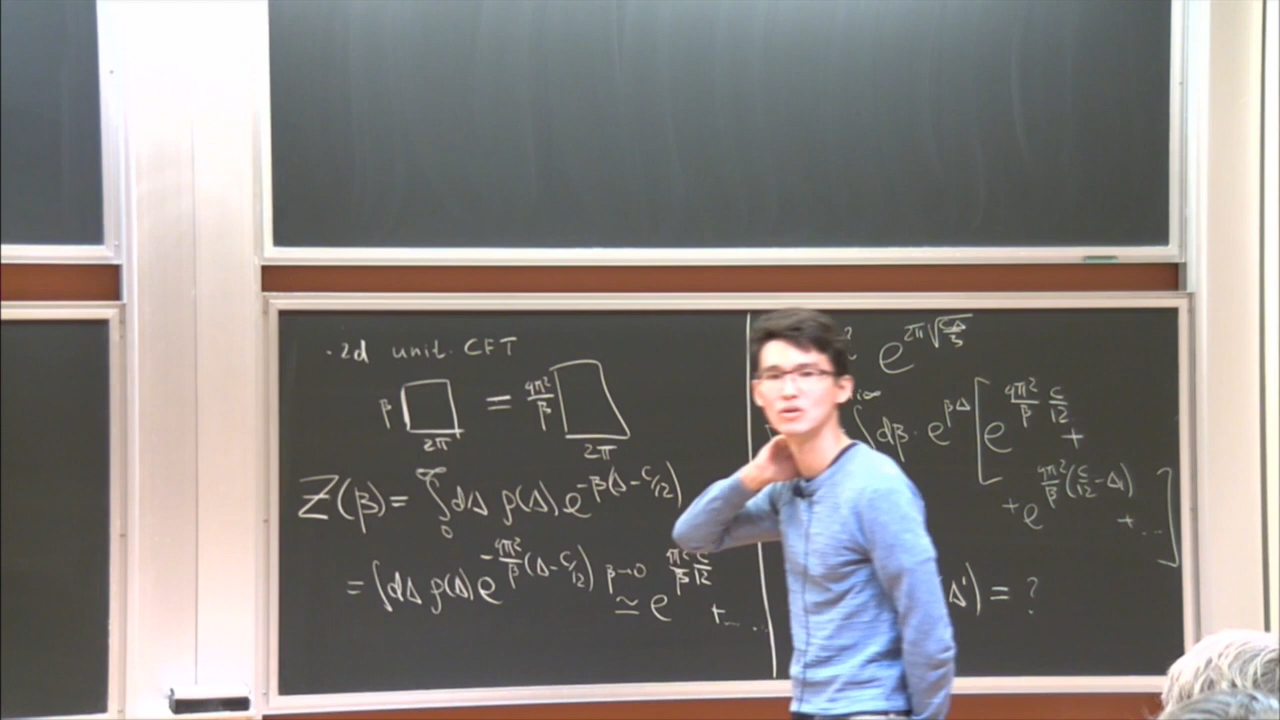 · 2d unit. CFT
β 2π = 4π²/β 2π
Z(β) = ∫₀^∞ dΔ ρ(Δ) e^{-β(Δ - c/12)}
= ∫ dΔ ρ(Δ) e^{-4π²/β (Δ - c/12)} β→0 ≃ e^{4π²/β c/12} + ...
? e^{2π√(cΔ/3)}
i∞ ∫ dβ · e^{βΔ} [ e^{4π²/β c/12} +
+ e^{4π²/β (c/12 - Δ₁)} + ... ]
Δ') = ?